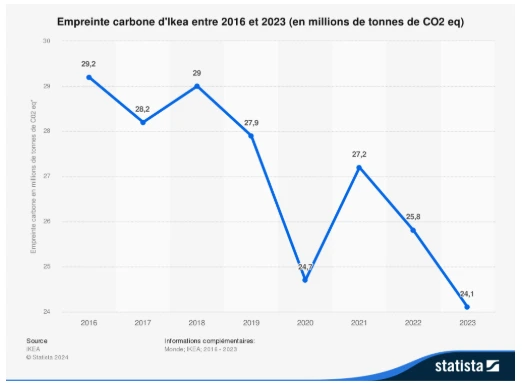 Empreinte carbone d'Ikea entre 2016 et 2023 (en millions de tonnes de CO2 eq)
30
29
28
27
26
25
24
Empreinte carbone en millions de tonnes de CO2 eq*
29,2
28,2
29
27,9
24,7
27,2
25,8
24,1
2016 2017 2018 2019 2020 2021 2022 2023
Source
IKEA
© Statista 2024
Informations complémentaires:
Monde; IKEA; 2016 - 2023
statista